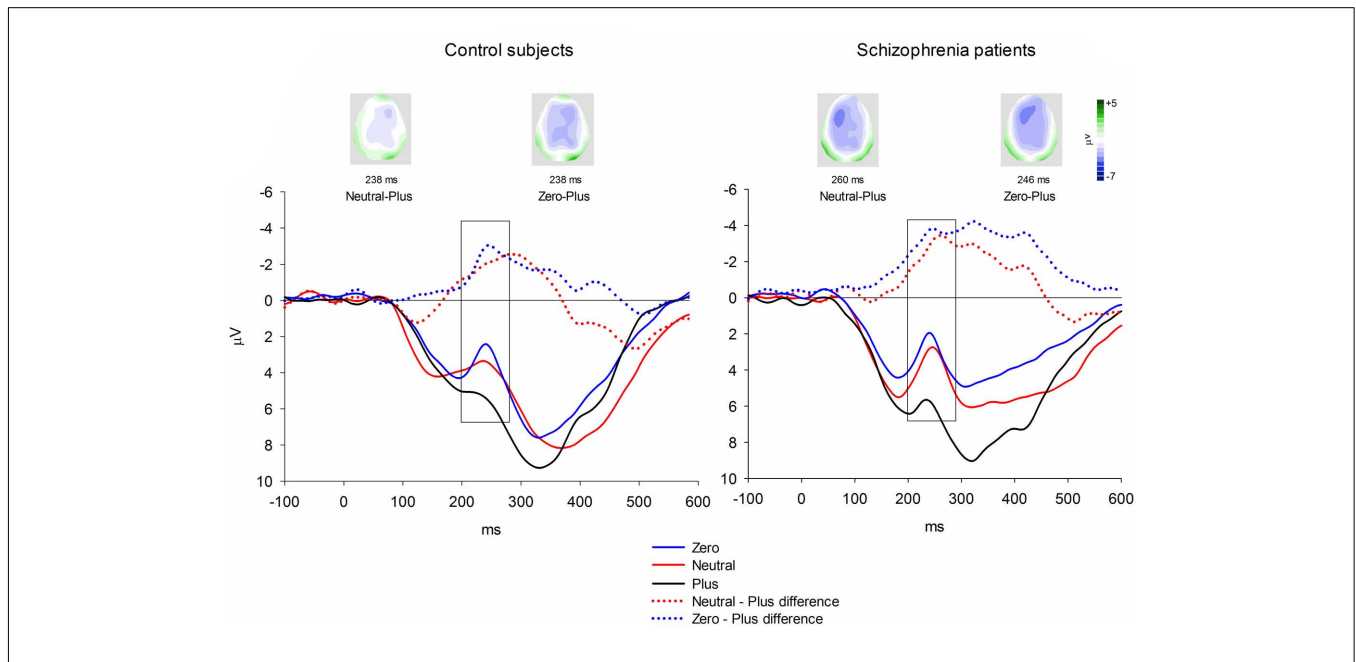 Control subjects
Schizophrenia patients
+5
µV
-7
238 ms
Neutral-Plus
238 ms
Zero-Plus
260 ms
Neutral-Plus
246 ms
Zero-Plus
-6
-4
-2
0
2
4
6
8
10
µV
-100 0 100 200 300 400 500 600
ms
-6
-4
-2
0
2
4
6
8
10
-100 0 100 200 300 400 500 600
ms
Zero
Neutral
Plus
Neutral - Plus difference
Zero - Plus difference